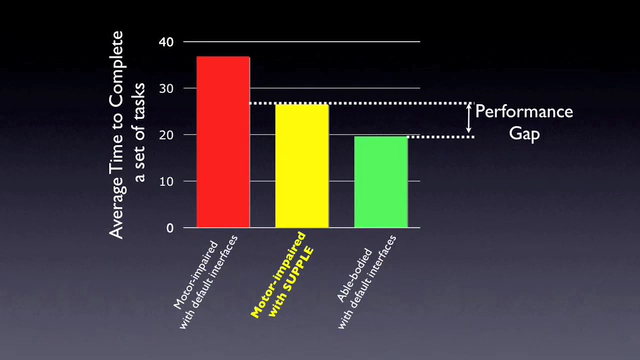 Average Time to Complete
a set of tasks
40
30
20
10
0
Performance
Gap
Motor-impaired
with default interfaces
Motor-impaired
with SUPPLE
Able-bodied
with default interfaces